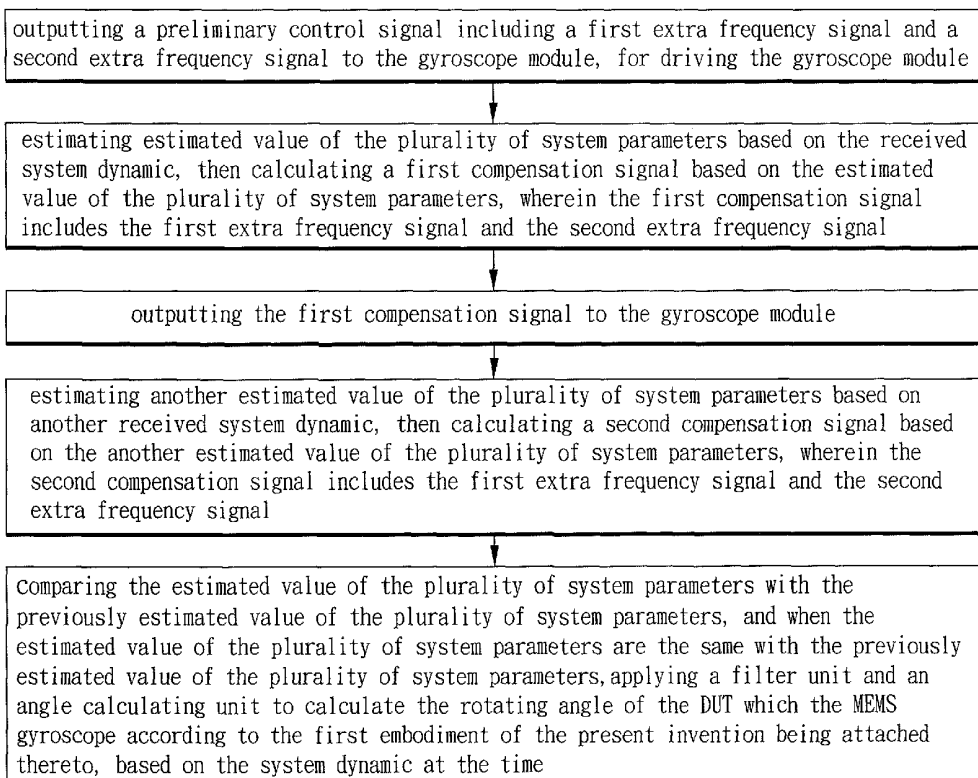 outputting a preliminary control signal including a first extra frequency signal and a
second extra frequency signal to the gyroscope module, for driving the gyroscope module
estimating estimated value of the plurality of system parameters based on the received
system dynamic, then calculating a first compensation signal based on the estimated
value of the plurality of system parameters, wherein the first compensation signal
includes the first extra frequency signal and the second extra frequency signal
outputting the first compensation signal to the gyroscope module
estimating another estimated value of the plurality of system parameters based on
another received system dynamic, then calculating a second compensation signal based
on the another estimated value of the plurality of system parameters, wherein the
second compensation signal includes the first extra frequency signal and the second
extra frequency signal
Comparing the estimated value of the plurality of system parameters with the
previously estimated value of the plurality of system parameters, and when the
estimated value of the plurality of system parameters are the same with the previously
estimated value of the plurality of system parameters, applying a filter unit and an
angle calculating unit to calculate the rotating angle of the DUT which the MEMS
gyroscope according to the first embodiment of the present invention being attached
thereto, based on the system dynamic at the time